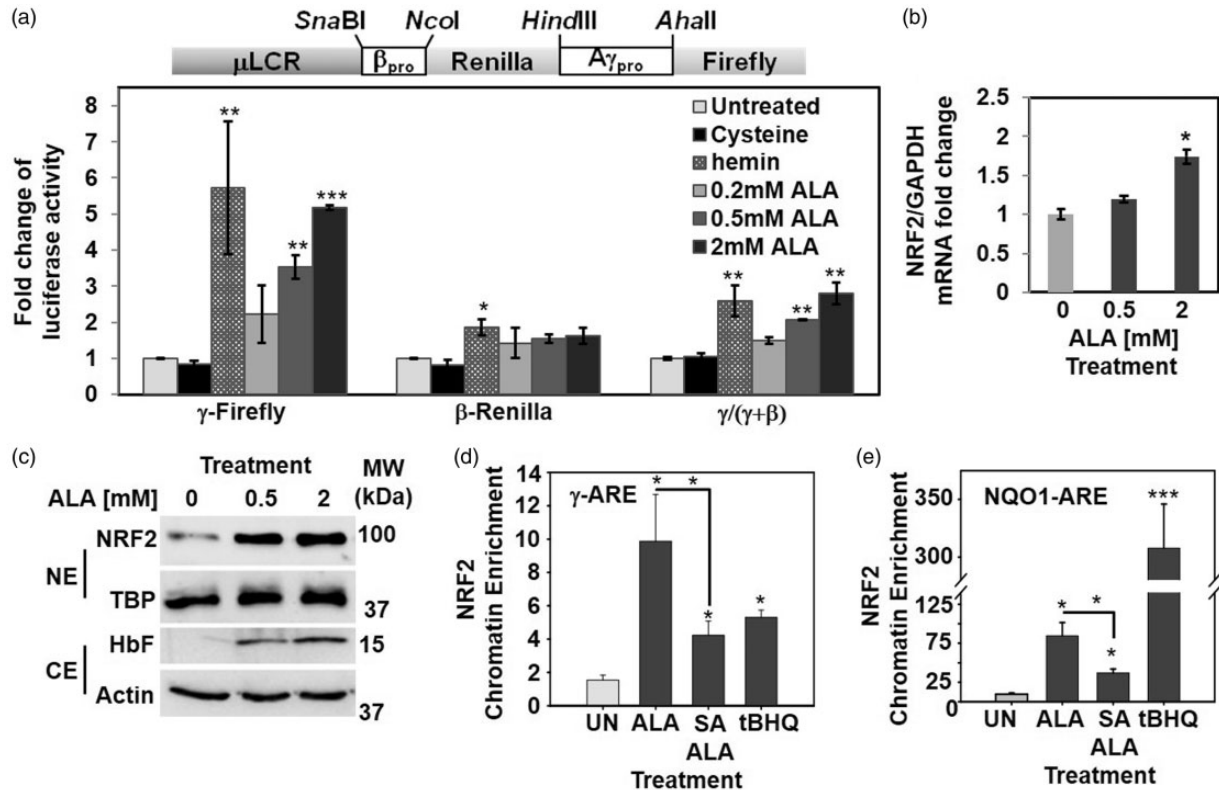 (a)
SnaBI NcoI HindIII AhaII
μLCR βpro Renilla Aγpro Firefly
Fold change of
luciferase activity
8
7
6
5
4
3
2
1
0
** ** *** * ** ** **
Untreated
Cysteine
hemin
0.2mM ALA
0.5mM ALA
2mM ALA
γ-Firefly β-Renilla γ/(γ+β)
(b)
NRF2/GAPDH
mRNA fold change
2.5
2
1.5
1
0.5
0
*
0 0.5 2
ALA [mM]
Treatment
(c)
Treatment MW
ALA [mM] 0 0.5 2 (kDa)
NRF2 100
NE
TBP 37
HbF 15
CE
Actin 37
(d)
γ-ARE
NRF2
Chromatin Enrichment
14
12
10
8
6
4
2
0
* * * *
UN ALA SA tBHQ
ALA
Treatment
(e)
NQO1-ARE
NRF2
Chromatin Enrichment
350
300
125
75
25
0
* * * ***
UN ALA SA tBHQ
ALA
Treatment